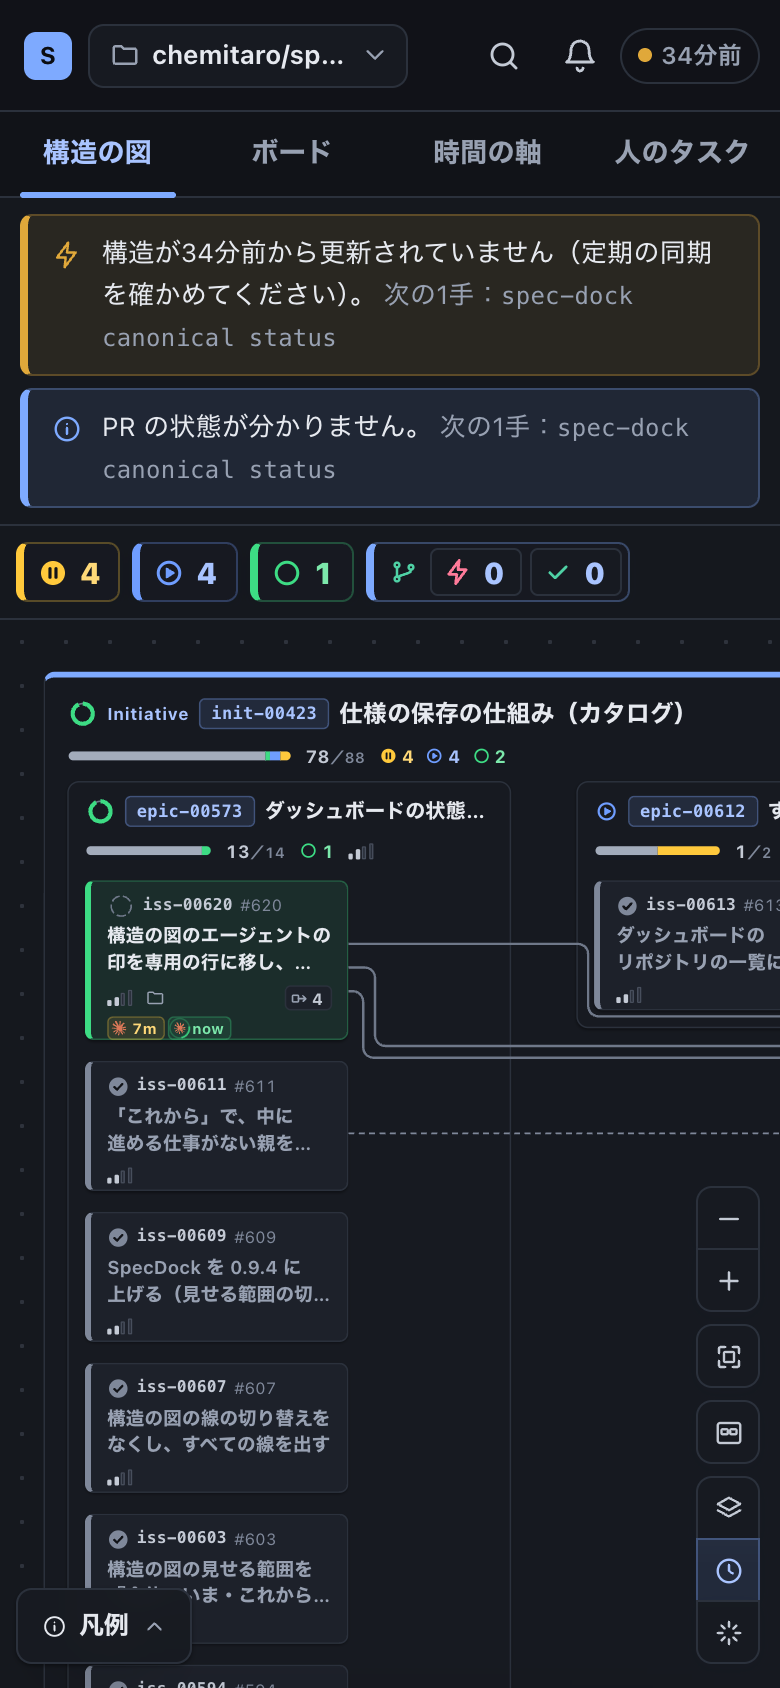 S
chemitaro/sp...
34分前
構造の図
ボード
時間の軸
人のタスク
構造が34分前から更新されていません（定期の同期
を確かめてください）。 次の1手：spec-dock
canonical status
PR の状態が分かりません。 次の1手：spec-dock
canonical status
4
4
1
0
0
Initiative init-00423 仕様の保存の仕組み（カタログ）
78/88 4 4 2
epic-00573 ダッシュボードの状態...
13/14 1
epic-00612
1/2
iss-00620 #620
構造の図のエージェントの
印を専用の行に移し、...
4
7m now
iss-00613 #613
ダッシュボードの
リポジトリの一覧に
iss-00611 #611
「これから」で、中に
進める仕事がない親を...
iss-00609 #609
SpecDock を 0.9.4 に
上げる（見せる範囲の切...
iss-00607 #607
構造の図の線の切り替えを
なくし、すべての線を出す
iss-00603 #603
構造の図の見せる範囲を
いま・これから...
凡例
iss-00594